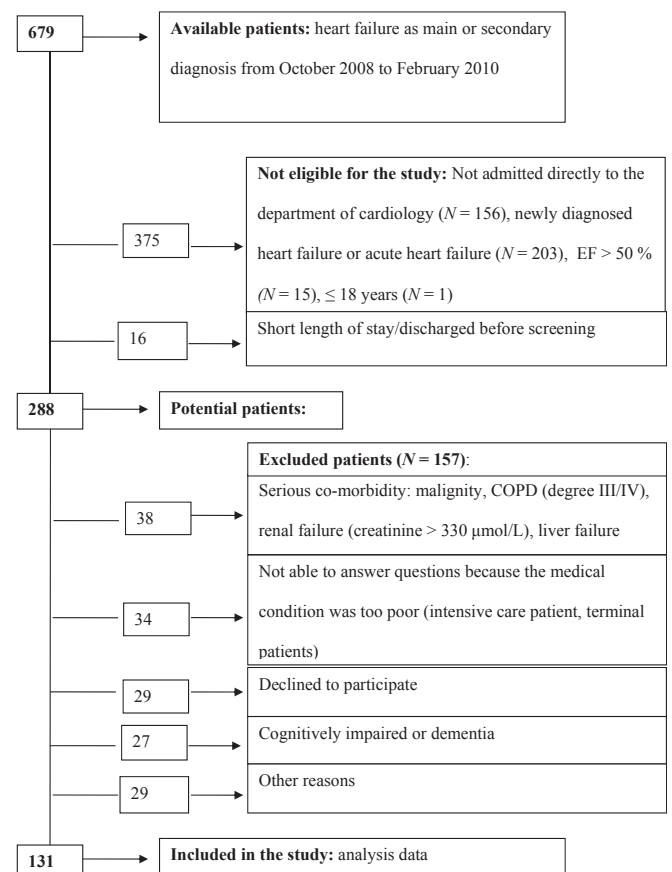 679
Available patients: heart failure as main or secondary
diagnosis from October 2008 to February 2010
Not eligible for the study: Not admitted directly to the
department of cardiology (N = 156), newly diagnosed
375
heart failure or acute heart failure (N = 203), EF > 50 %
(N = 15), ≤ 18 years (N = 1)
16
Short length of stay/discharged before screening
288
Potential patients:
Excluded patients (N = 157):
Serious co-morbidity: malignity, COPD (degree III/IV),
38
renal failure (creatinine > 330 μmol/L), liver failure
Not able to answer questions because the medical
34
condition was too poor (intensive care patient, terminal
patients)
29
Declined to participate
27
Cognitively impaired or dementia
29
Other reasons
131
Included in the study: analysis data